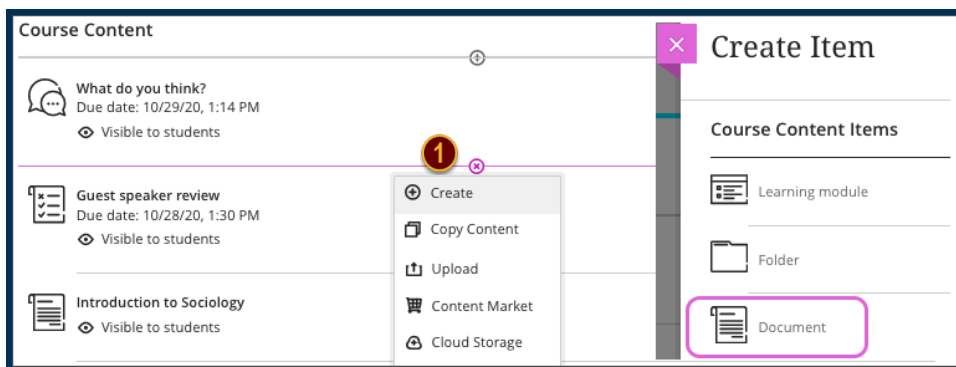 Course Content
What do you think?
Due date: 10/29/20, 1:14 PM
Visible to students
1
Guest speaker review
Due date: 10/28/20, 1:30 PM
Visible to students
Introduction to Sociology
Visible to students
Create
Copy Content
Upload
Content Market
Cloud Storage
Create Item
Course Content Items
Learning module
Folder
Document